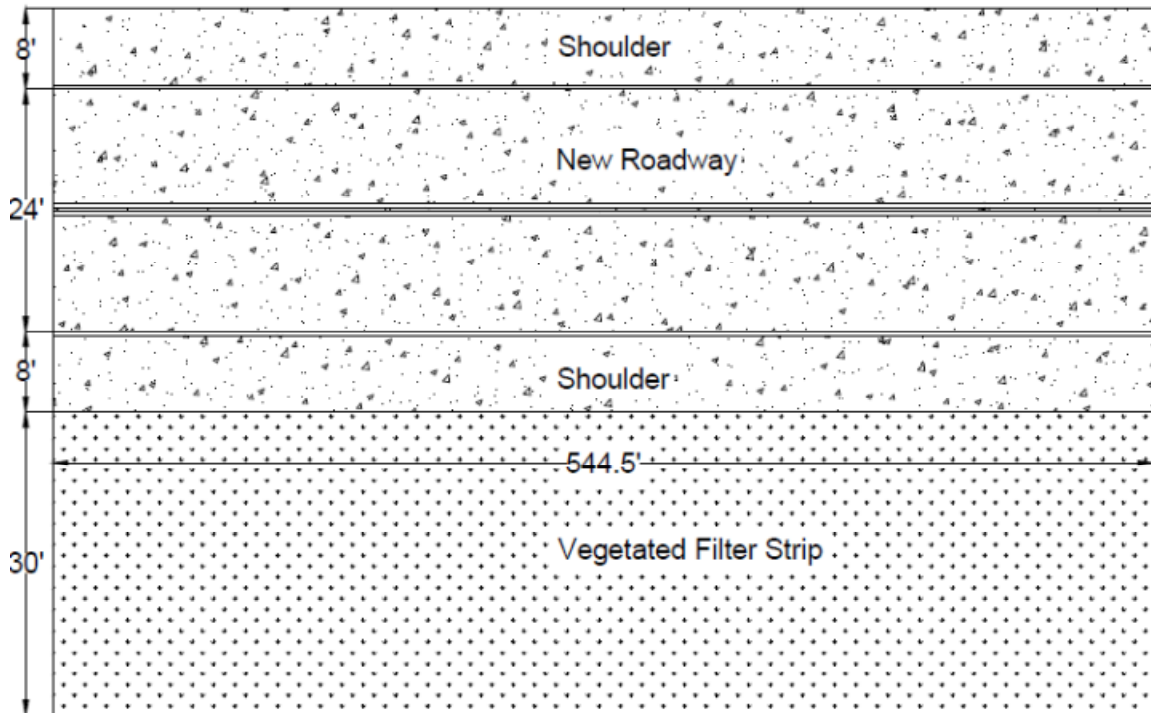 8'
Shoulder
New Roadway
24'
8'
Shoulder
544.5'
30'
Vegetated Filter Strip